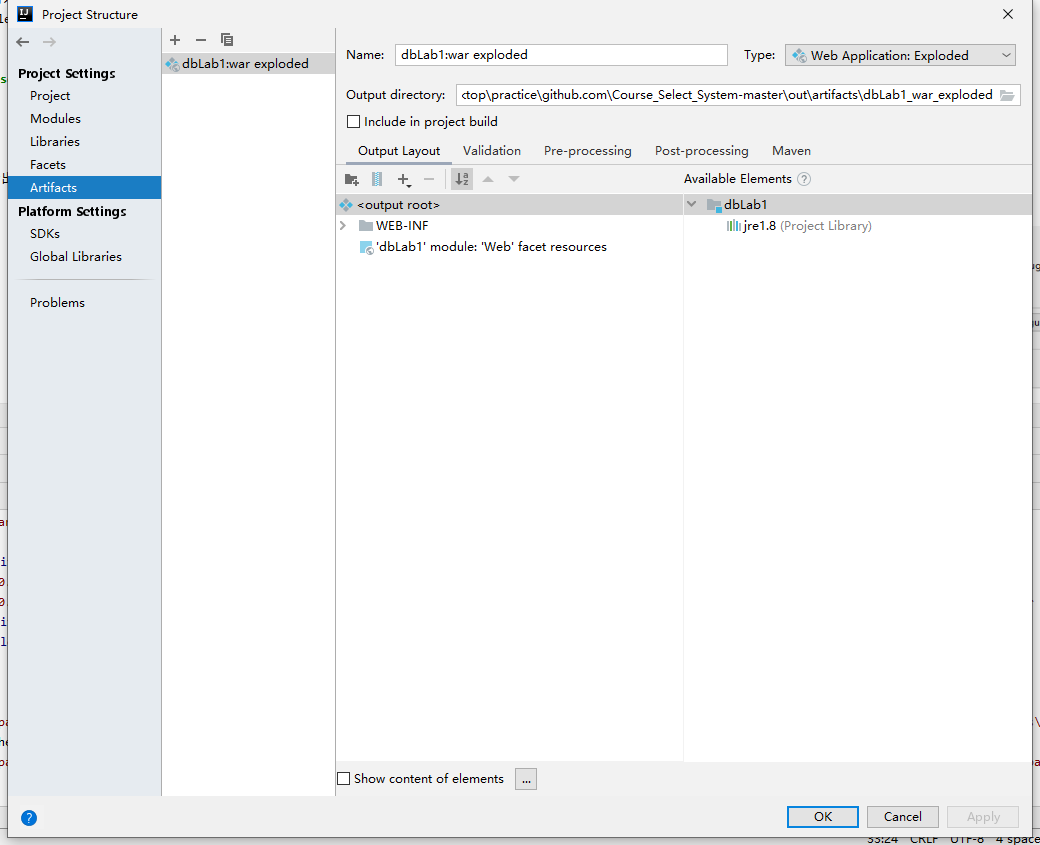 Project Structure
Project Settings
Project
Modules
Libraries
Facets
Artifacts
Platform Settings
SDKs
Global Libraries
Problems
dbLab1:war exploded
Name: dbLab1:war exploded Type: Web Application: Exploded
Output directory: top\practice\github.com\Course_Select_System-master\out\artifacts\dbLab1_war_exploded
Include in project build
Output Layout Validation Pre-processing Post-processing Maven
Available Elements ?
<output root>
WEB-INF
'dbLab1' module: 'Web' facet resources
dbLab1
jre1.8 (Project Library)
Show content of elements ...
? OK Cancel Apply
33:24 CRLF UTF-8 4 space